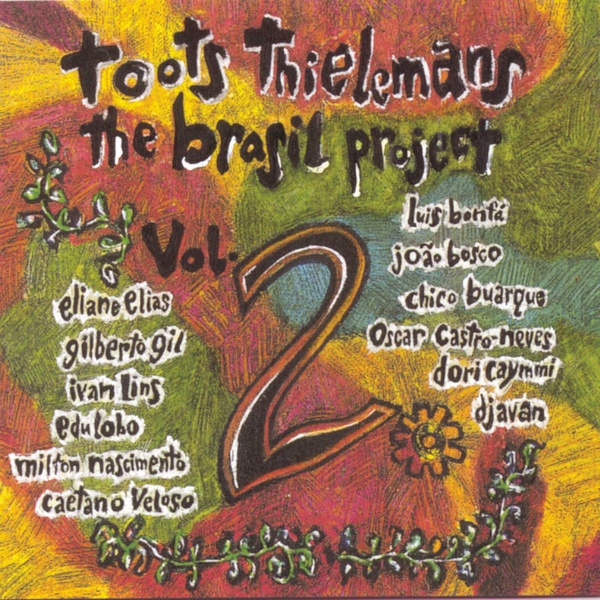 toots Thielemans
the brasil project
Vol. 2
luis bonfá
joão bosco
chico buarque
Oscar Castro-neves
dori caymmi
djavan
eliane elias
gilberto gil
ivan lins
edu lobo
milton nascimento
caetano veloso